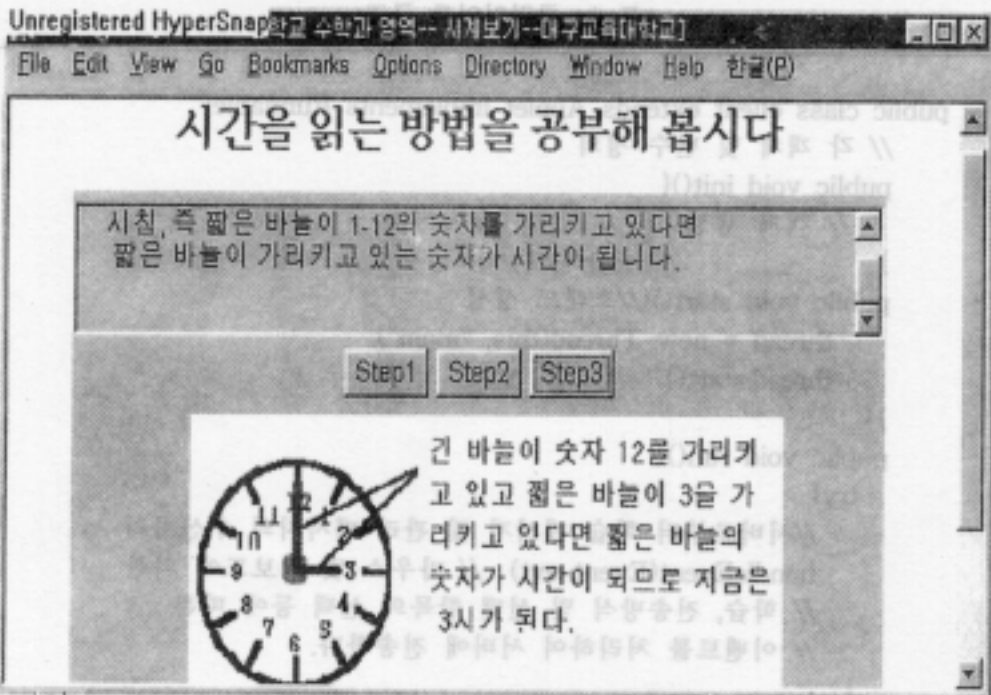 Unregistered HyperSnap학교 수학과 영역-- 시계보기--대구교육대학교]
File Edit View Go Bookmarks Options Directory Window Help 한글(P)
시간을 읽는 방법을 공부해 봅시다
시침, 즉 짧은 바늘이 1-12의 숫자를 가리키고 있다면
짧은 바늘이 가리키고 있는 숫자가 시간이 됩니다.
Step1 Step2 Step3
긴 바늘이 숫자 12를 가리키
고 있고 짧은 바늘이 3을 가
리키고 있다면 짧은 바늘의
숫자가 시간이 되므로 지금은
3시가 된다.
12
11 1
10 2
9 3
8 4
7 5
6